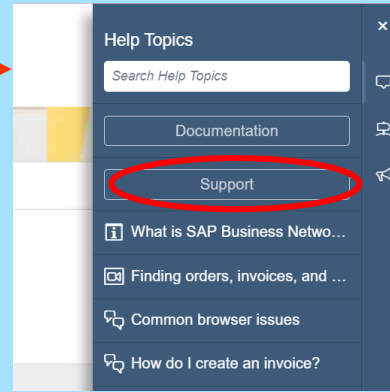 Help Topics
Search Help Topics
Documentation
Support
What is SAP Business Netwo...
Finding orders, invoices, and ...
Common browser issues
How do I create an invoice?